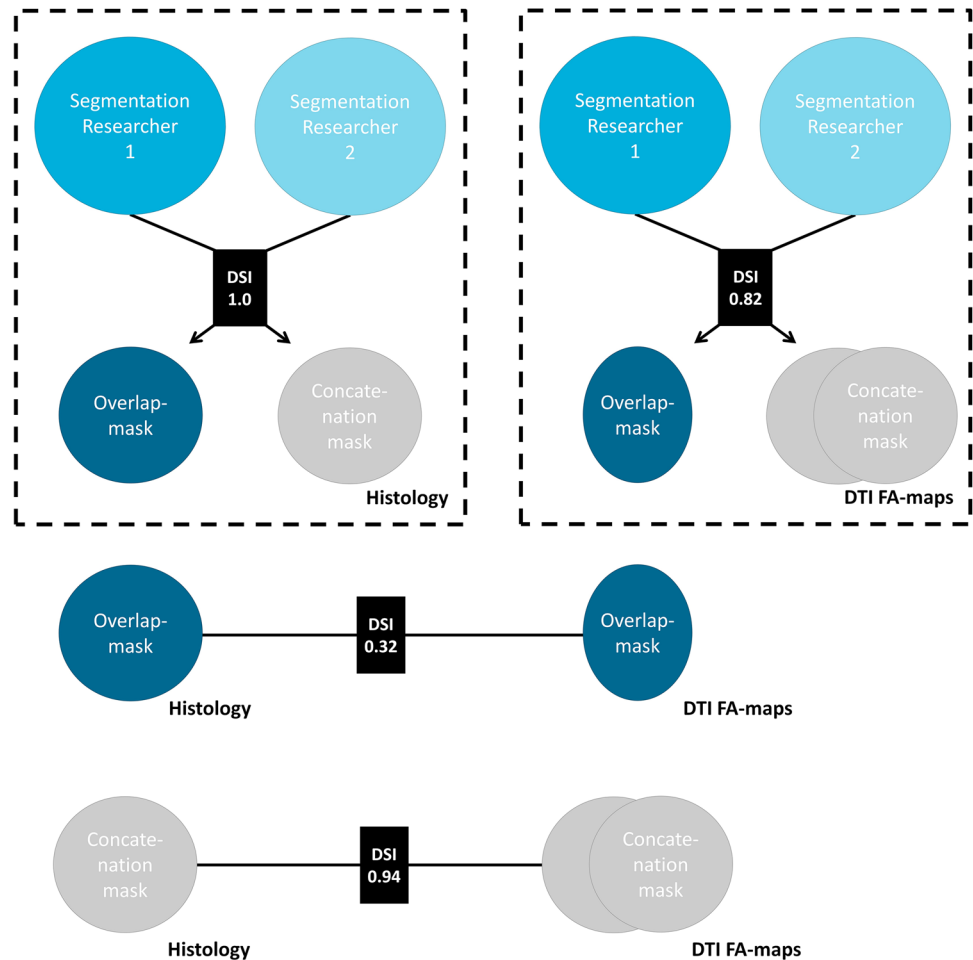 Segmentation
Researcher
1
Segmentation
Researcher
2
DSI
1.0
Overlap-
mask
Concate-
nation
mask
Histology
Segmentation
Researcher
1
Segmentation
Researcher
2
DSI
0.82
Overlap-
mask
Concate-
nation
mask
DTI FA-maps
Overlap-
mask
DSI
0.32
Overlap-
mask
Histology
DTI FA-maps
Concate-
nation
mask
DSI
0.94
Concate-
nation
mask
Histology
DTI FA-maps